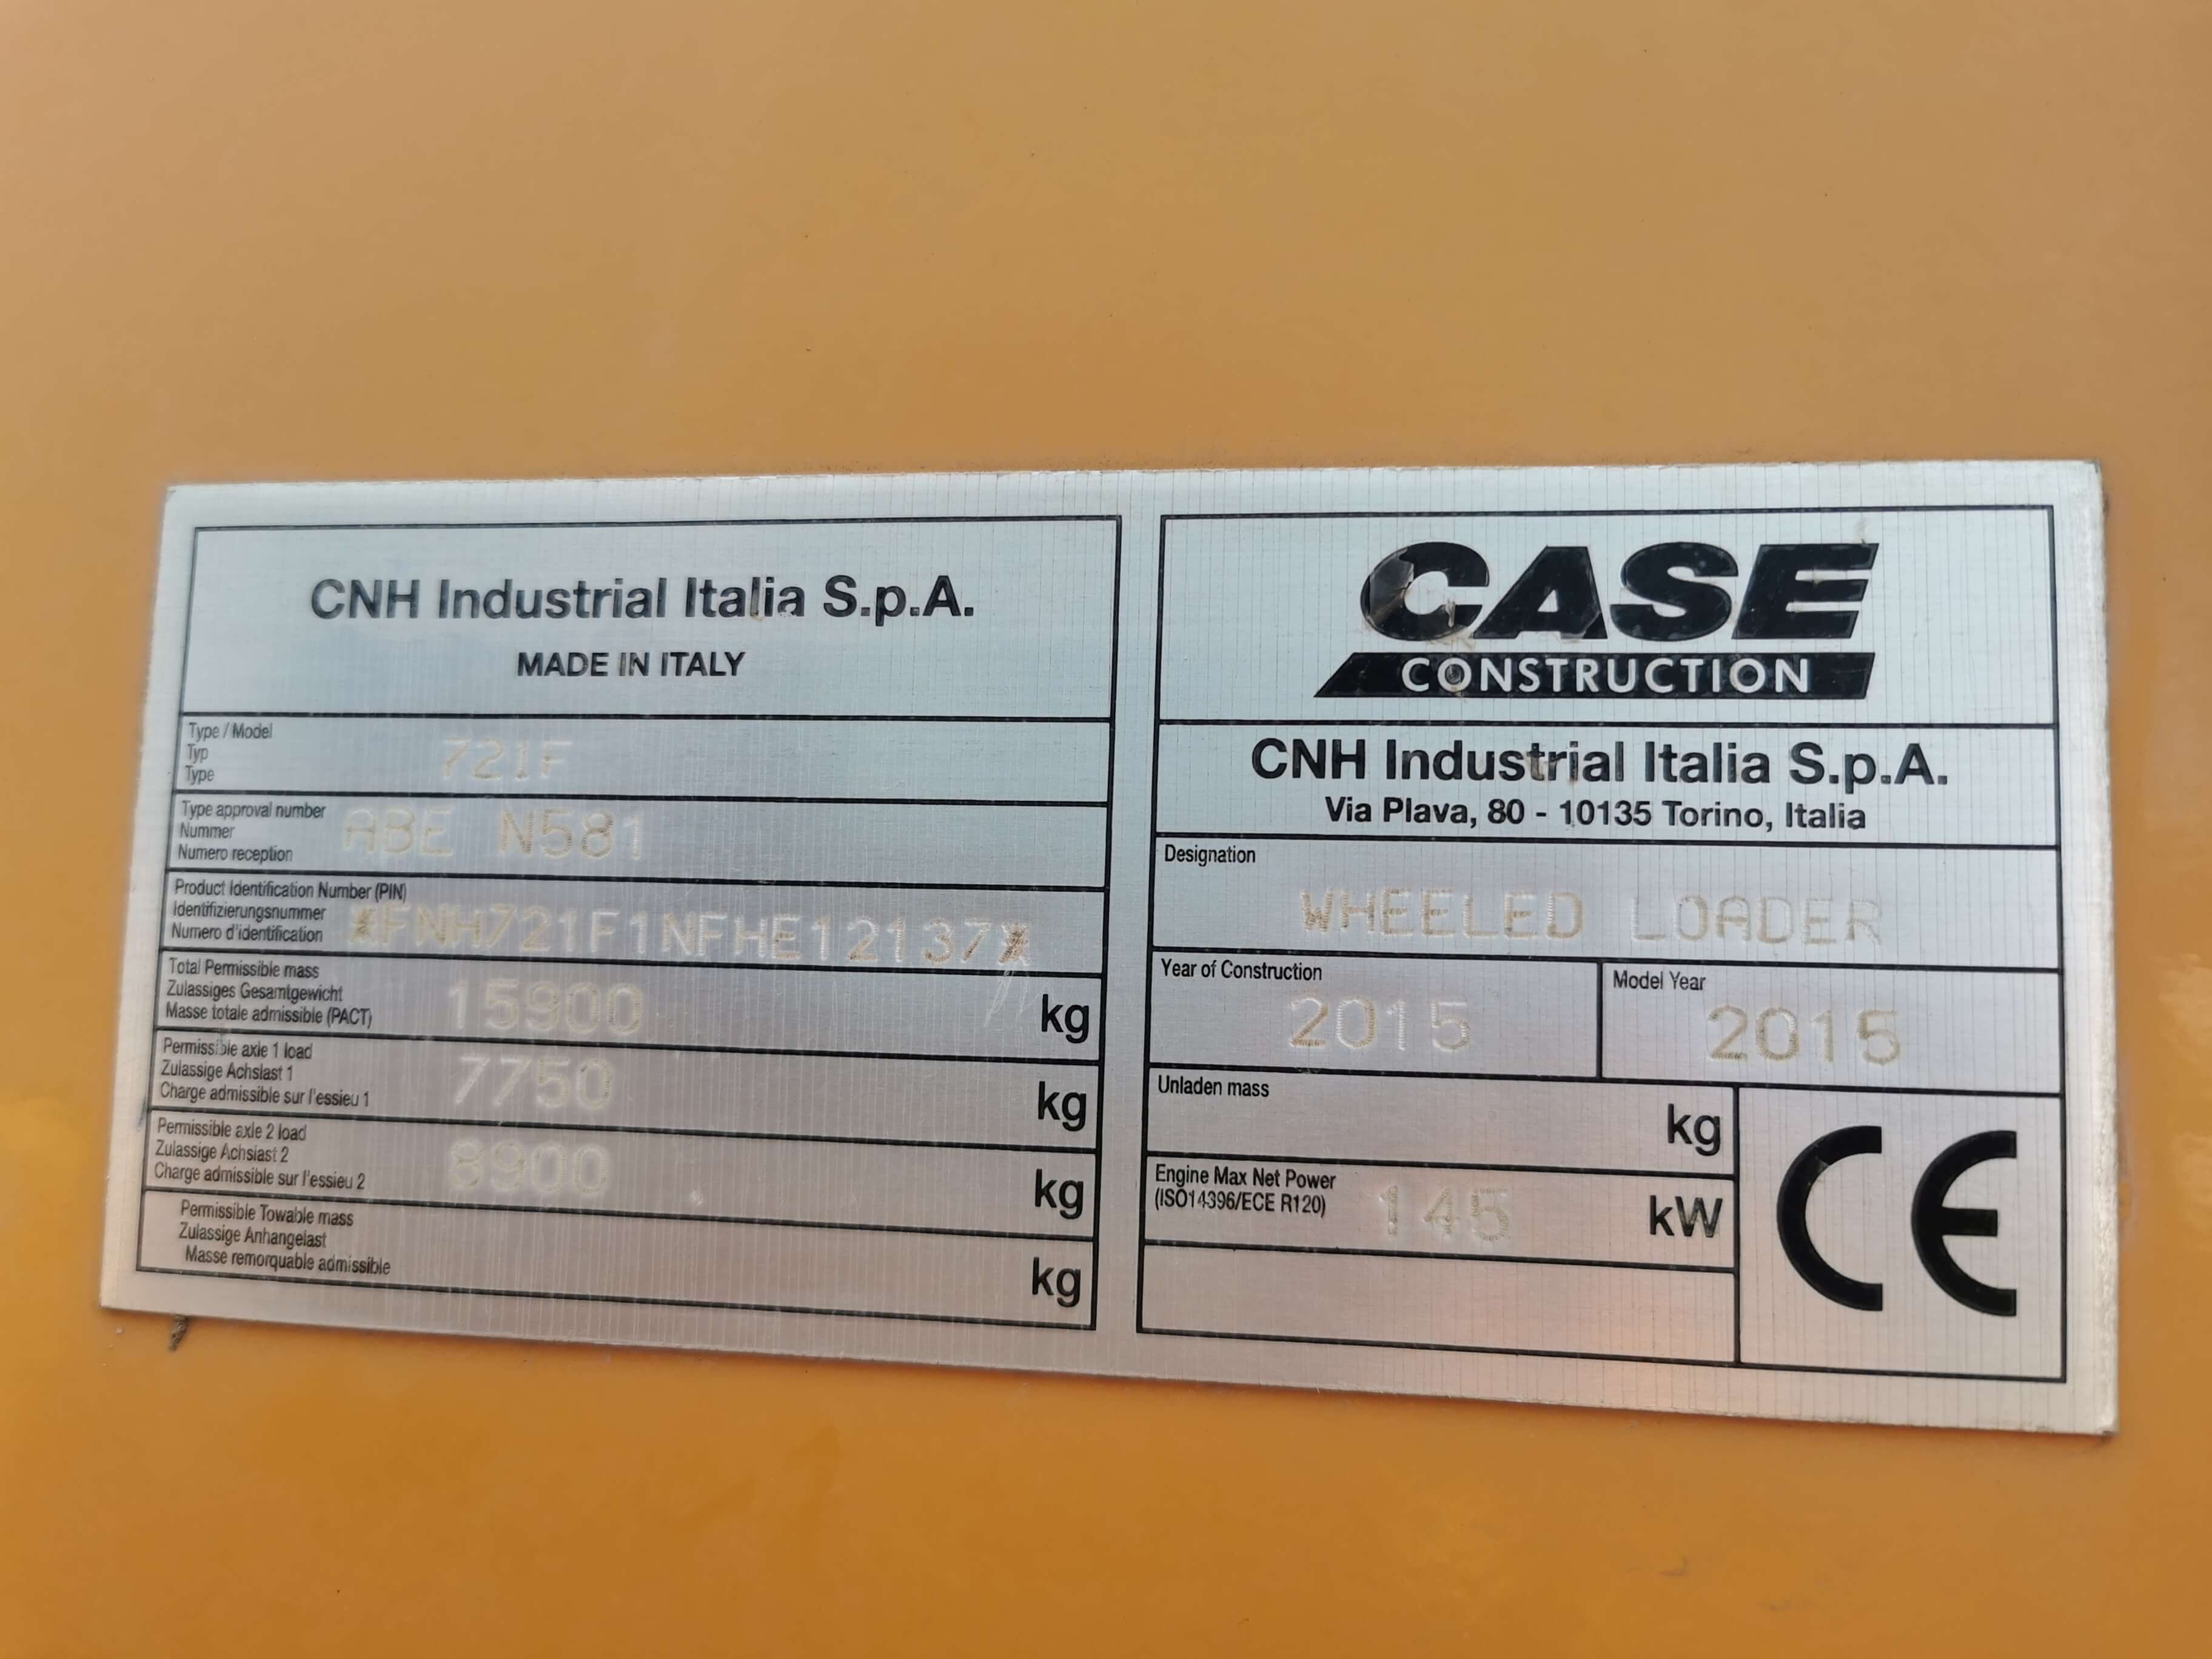 CNH Industrial Italia S.p.A.
MADE IN ITALY
Type / Model
Typ
Type
721F
Type approval number
Nummer
Numero reception
ABE N581
Product Identification Number (PIN)
Identifizierungsnummer
Numero d'identification
*FNH721F1NFHE12137*
Total Permissible mass
Zulassiges Gesamtgewicht
Masse totale admissible (PACT)
15900 kg
Permissible axle 1 load
Zulassige Achslast 1
Charge admissible sur l'essieu 1
7750 kg
Permissible axle 2 load
Zulassige Achslast 2
Charge admissible sur l'essieu 2
8900 kg
Permissible Towable mass
Zulassige Anhangelast
Masse remorquable admissible
kg
CASE
CONSTRUCTION
CNH Industrial Italia S.p.A.
Via Plava, 80 - 10135 Torino, Italia
Designation
WHEELED LOADER
Year of Construction
2015
Model Year
2015
Unladen mass
kg
Engine Max Net Power
(ISO14396/ECE R120)
145 kW
CE